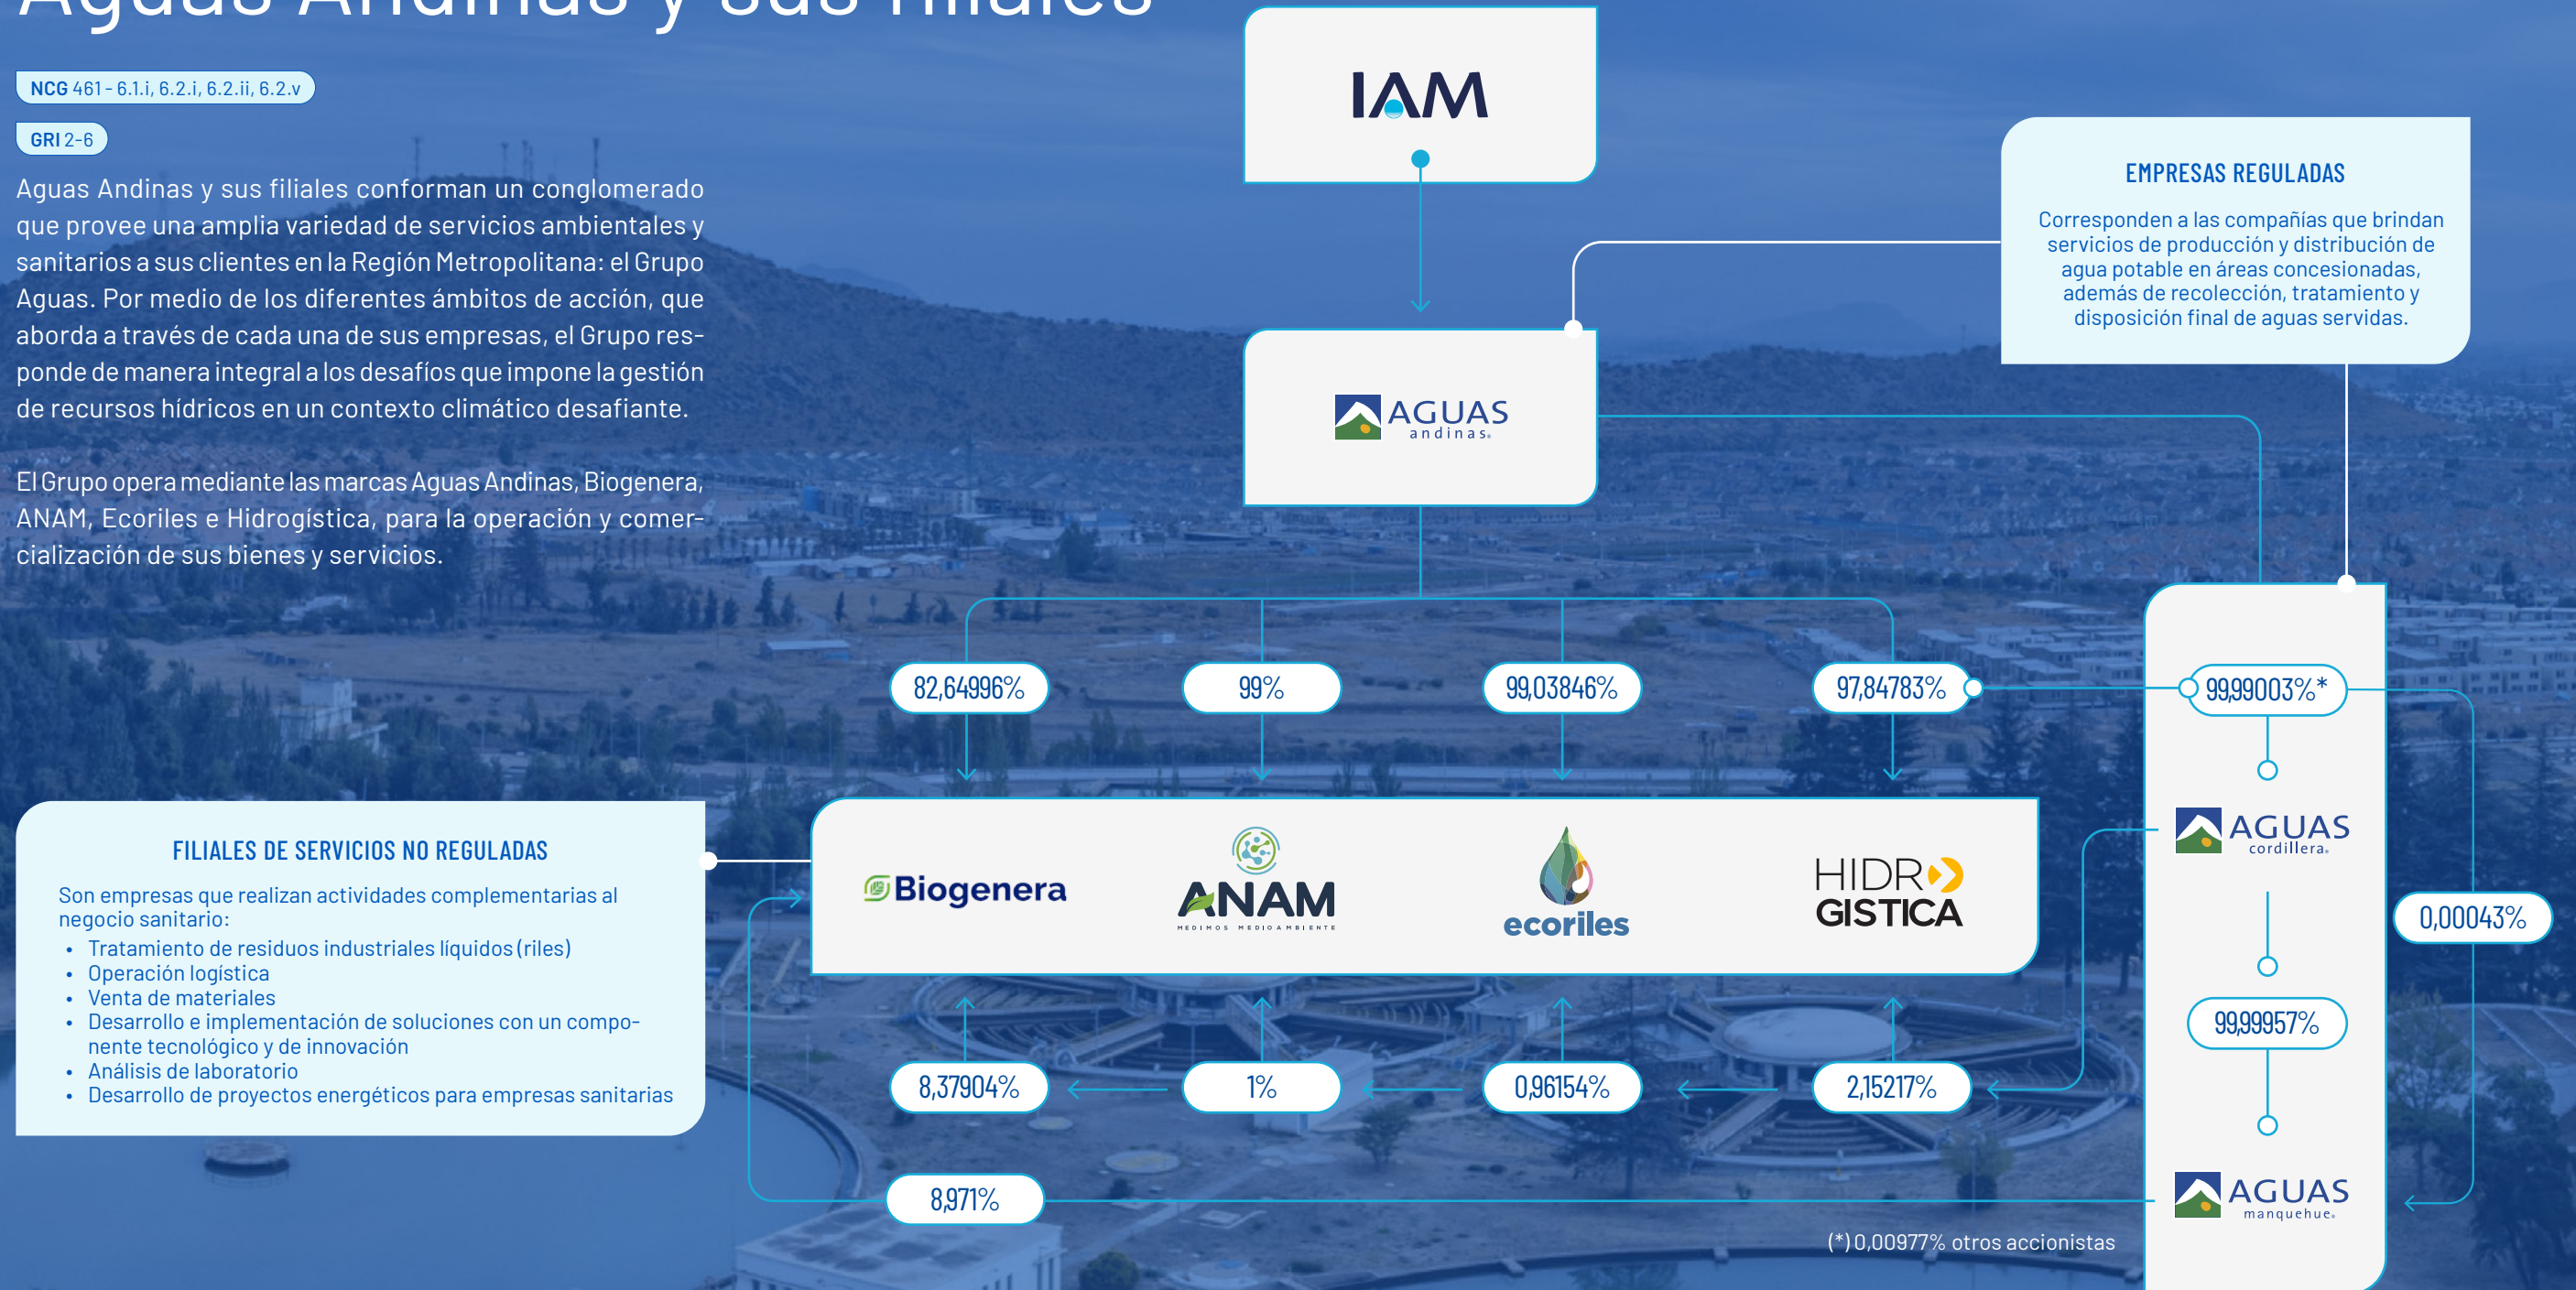 Aguas Andinas y sus filiales
NCG 461 - 6.1.i, 6.2.i, 6.2.ii, 6.2.v
GRI 2-6
Aguas Andinas y sus filiales conforman un conglomerado
que provee una amplia variedad de servicios ambientales y
sanitarios a sus clientes en la Región Metropolitana: el Grupo
Aguas. Por medio de los diferentes ámbitos de acción, que
aborda a través de cada una de sus empresas, el Grupo res-
ponde de manera integral a los desafíos que impone la gestión
de recursos hídricos en un contexto climático desafiante.
El Grupo opera mediante las marcas Aguas Andinas, Biogenera,
ANAM, Ecoriles e Hidrogística, para la operación y comer-
cialización de sus bienes y servicios.
IAM
EMPRESAS REGULADAS
Corresponden a las compañías que brindan
servicios de producción y distribución de
agua potable en áreas concesionadas,
además de recolección, tratamiento y
disposición final de aguas servidas.
AGUAS
andinas®
82,64996%
99%
99,03846%
97,84783%
99,99003%*
FILIALES DE SERVICIOS NO REGULADAS
Son empresas que realizan actividades complementarias al
negocio sanitario:
• Tratamiento de residuos industriales líquidos (riles)
• Operación logística
• Venta de materiales
• Desarrollo e implementación de soluciones con un compo-
nente tecnológico y de innovación
• Análisis de laboratorio
• Desarrollo de proyectos energéticos para empresas sanitarias
Biogenera
ANAM
MEDIMOS MEDIOAMBIENTE
ecoriles
HIDRO
GISTICA
AGUAS
cordillera®
0,00043%
99,99957%
8,37904%
1%
0,96154%
2,15217%
8,971%
AGUAS
manquehue®
(*) 0,00977% otros accionistas